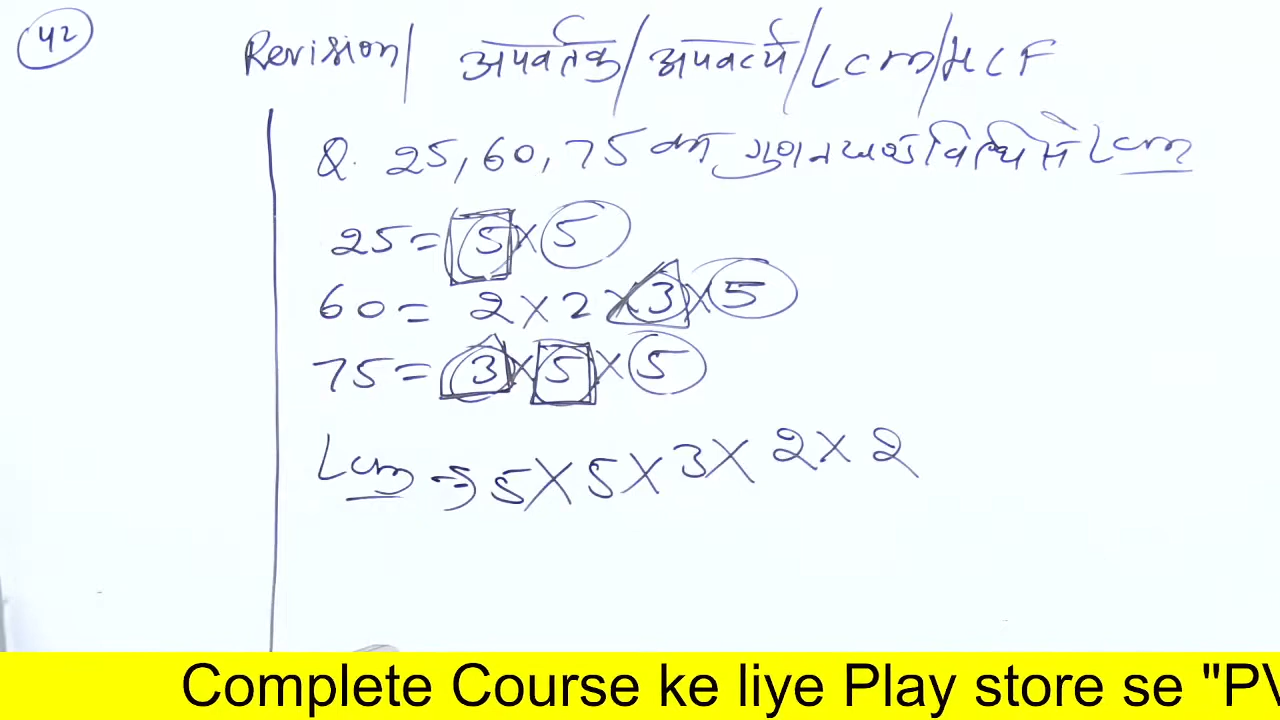 42
Revision/ अपवर्तक/ अपवर्त्य/ Lcm/ HCF
Q. 25, 60, 75 का गुणनखण्ड विधि से Lcm
25 = 5 × 5
60 = 2 × 2 × 3 × 5
75 = 3 × 5 × 5
Lcm ⇒ 5 × 5 × 3 × 2 × 2
Complete Course ke liye Play store se "PV